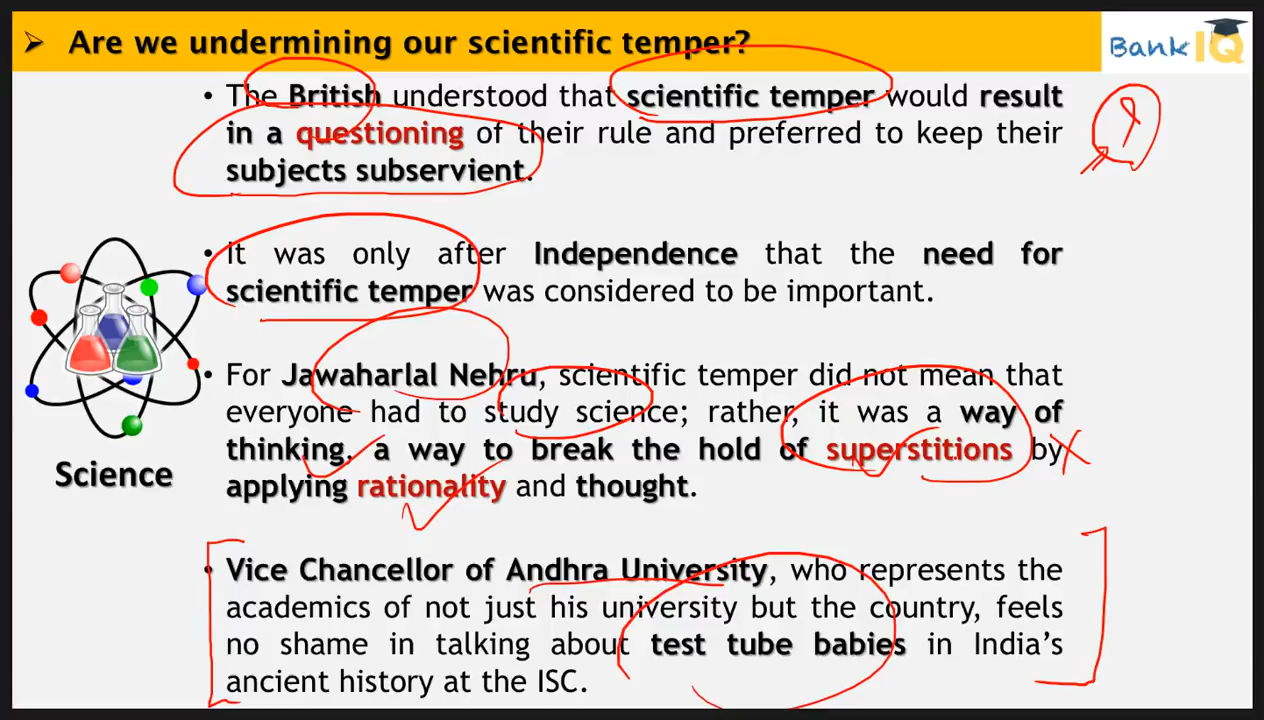 ➤ Are we undermining our scientific temper?
Bank IQ
• The British understood that scientific temper would result
in a questioning of their rule and preferred to keep their
subjects subservient.
• It was only after Independence that the need for
scientific temper was considered to be important.
• For Jawaharlal Nehru, scientific temper did not mean that
everyone had to study science; rather, it was a way of
thinking, a way to break the hold of superstitions by
applying rationality and thought.
Science
• Vice Chancellor of Andhra University, who represents the
academics of not just his university but the country, feels
no shame in talking about test tube babies in India's
ancient history at the ISC.